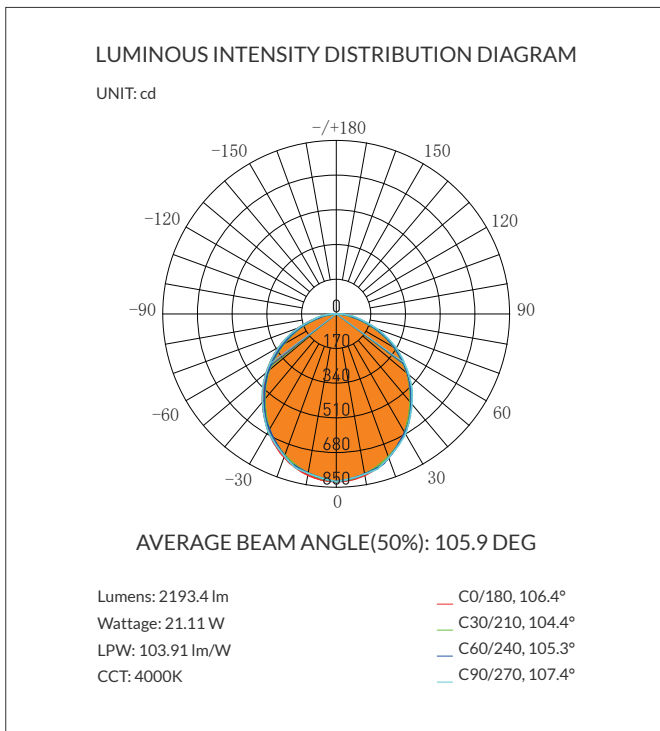 LUMINOUS INTENSITY DISTRIBUTION DIAGRAM
UNIT: cd
-/+180
-150
150
-120
120
-90
0
90
170
340
-60
60
510
680
-30
30
850
0
AVERAGE BEAM ANGLE(50%): 105.9 DEG
Lumens: 2193.4 lm
Wattage: 21.11 W
LPW: 103.91 lm/W
CCT: 4000K
C0/180, 106.4°
C30/210, 104.4°
C60/240, 105.3°
C90/270, 107.4°